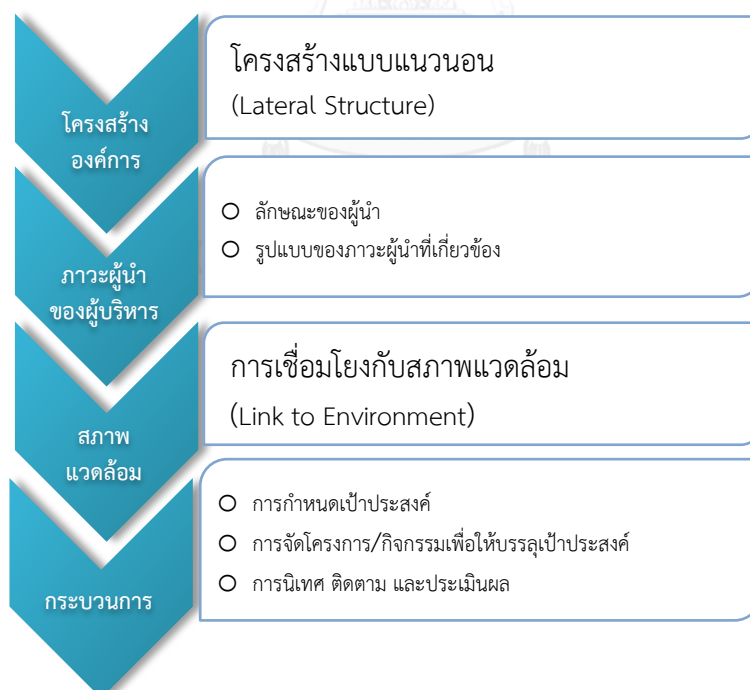 โครงสร้าง
องค์การ
โครงสร้างแบบแนวนอน
(Lateral Structure)
ภาวะผู้นำ
ของผู้บริหาร
ลักษณะของผู้นำ
รูปแบบของภาวะผู้นำที่เกี่ยวข้อง
สภาพ
แวดล้อม
การเชื่อมโยงกับสภาพแวดล้อม
(Link to Environment)
กระบวนการ
การกำหนดเป้าประสงค์
การจัดโครงการ/กิจกรรมเพื่อให้บรรลุเป้าประสงค์
การนิเทศ ติดตาม และประเมินผล